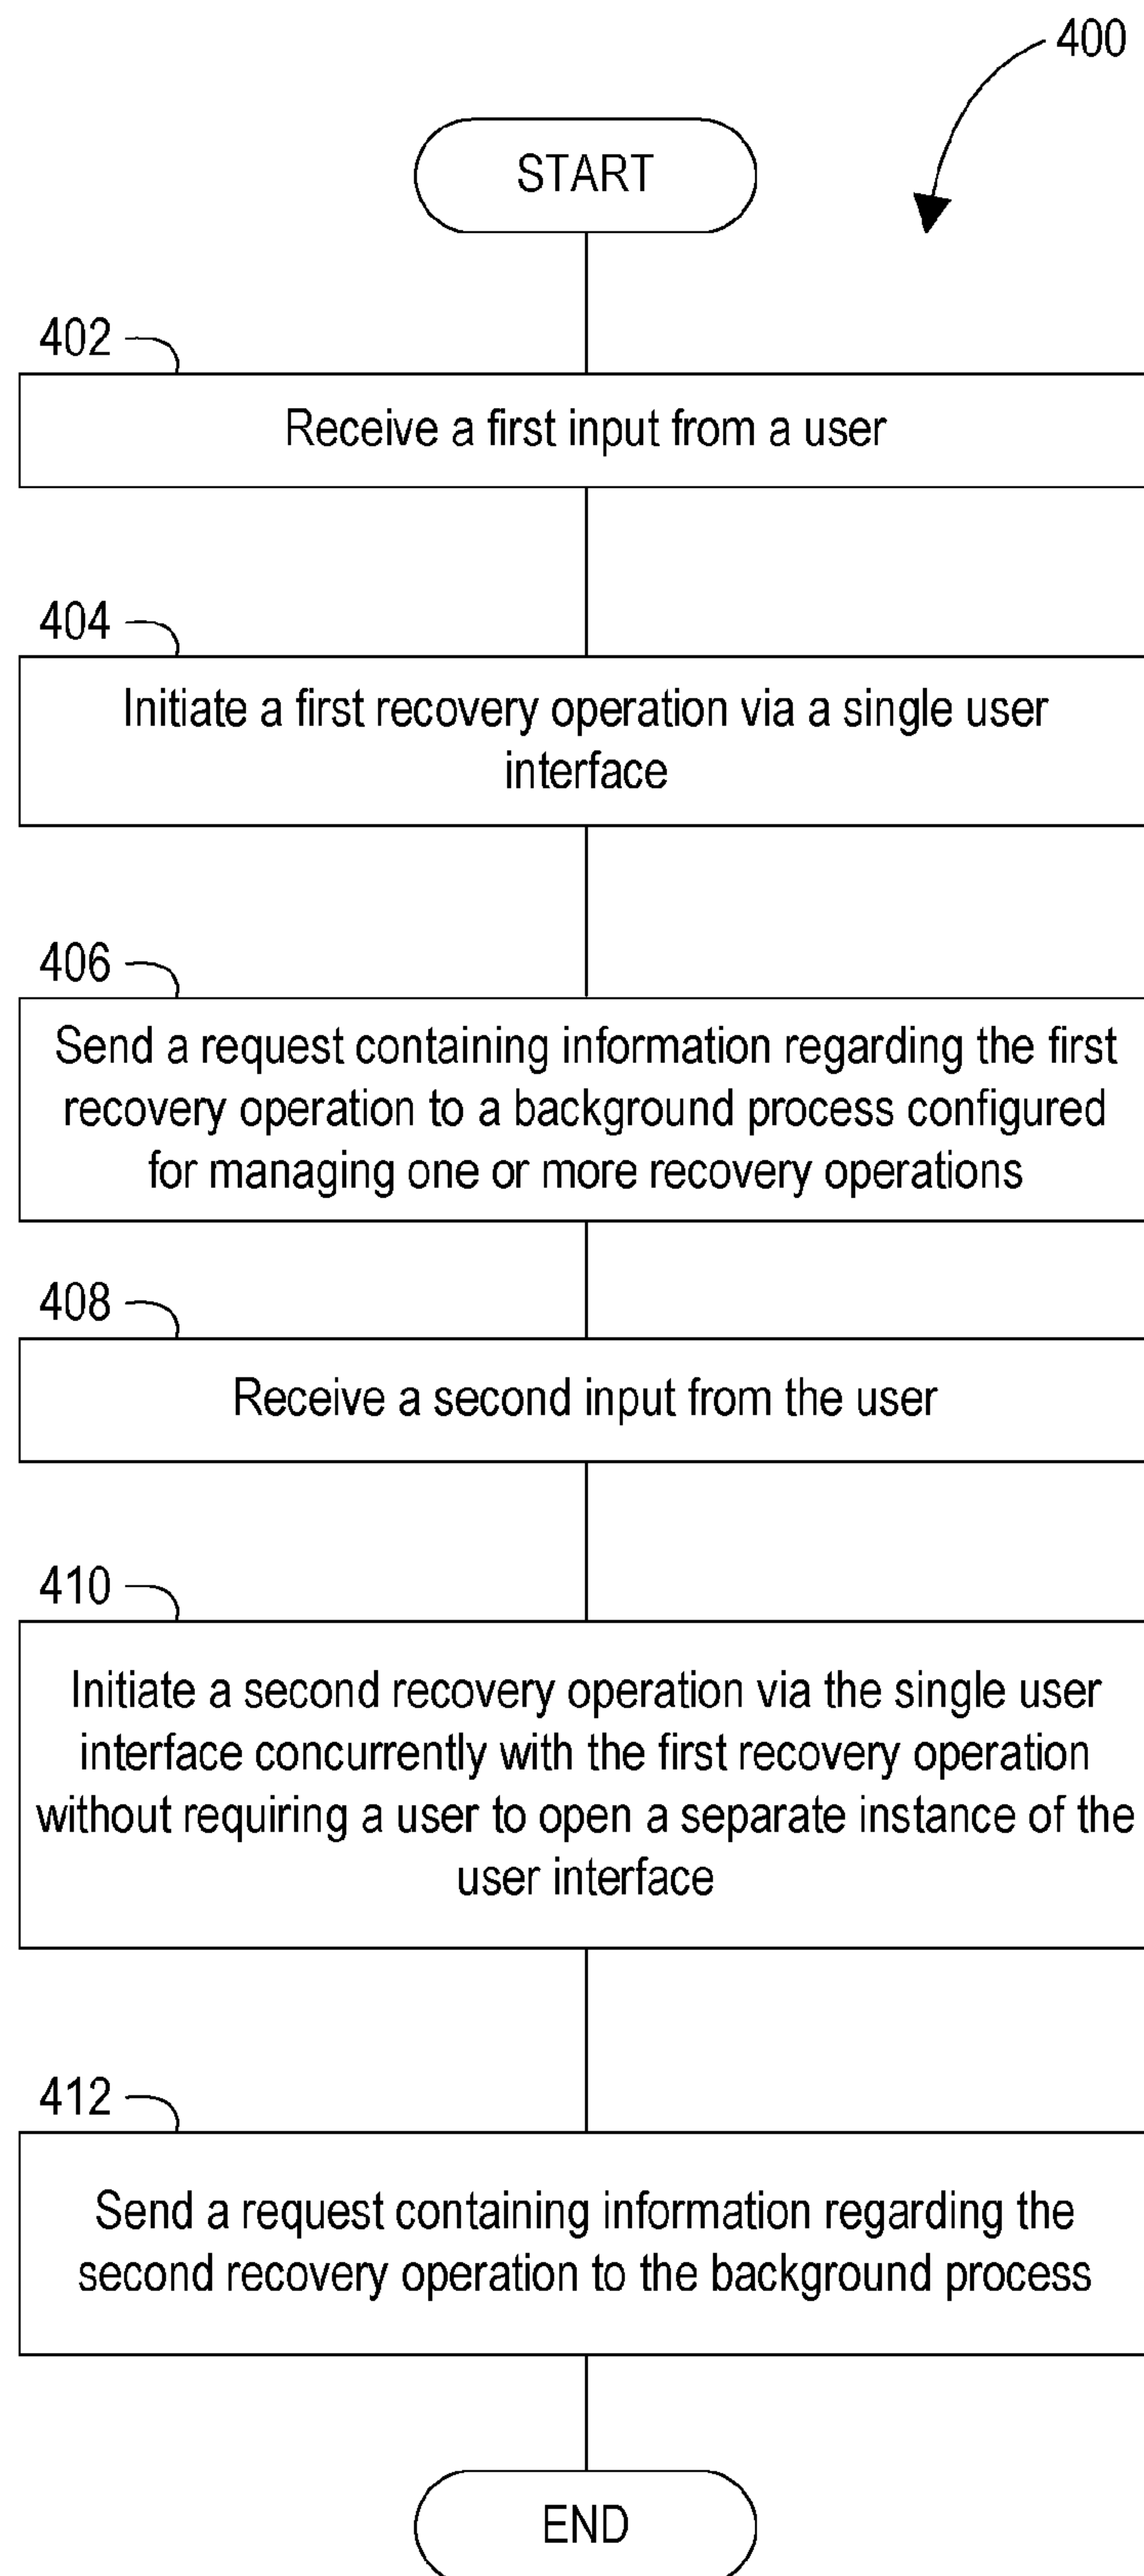 400
START
402
Receive a first input from a user
404
Initiate a first recovery operation via a single user
interface
406
Send a request containing information regarding the first
recovery operation to a background process configured
for managing one or more recovery operations
408
Receive a second input from the user
410
Initiate a second recovery operation via the single user
interface concurrently with the first recovery operation
without requiring a user to open a separate instance of the
user interface
412
Send a request containing information regarding the
second recovery operation to the background process
END